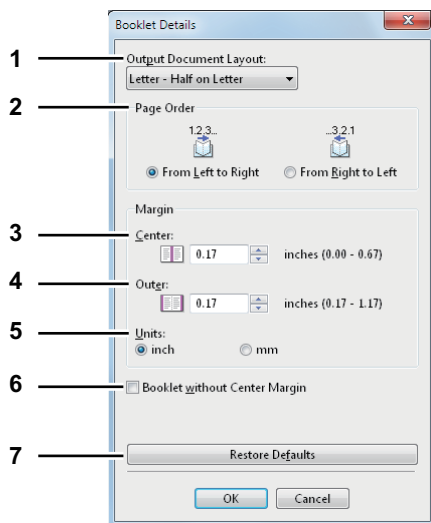 Booklet Details
1
Output Document Layout:
Letter - Half on Letter
2
Page Order
1.2.3... ...3.2.1
From Left to Right From Right to Left
Margin
3
Center:
0.17 inches (0.00 - 0.67)
4
Outer:
0.17 inches (0.17 - 1.17)
5
Units:
inch mm
6
Booklet without Center Margin
7
Restore Defaults
OK Cancel